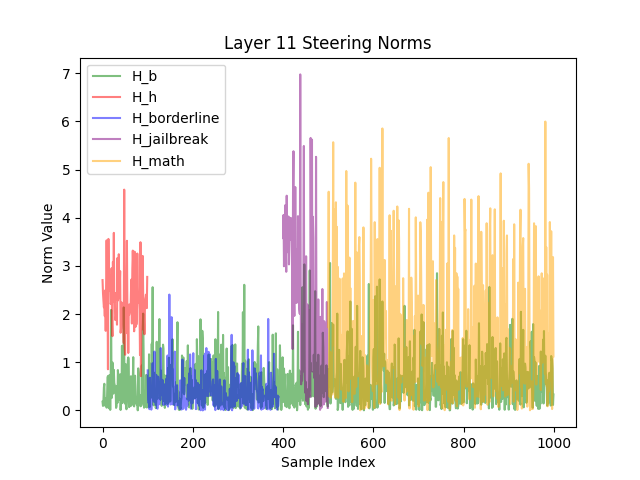 Layer 11 Steering Norms
H_b
H_h
H_borderline
H_jailbreak
H_math
Norm Value
7
6
5
4
3
2
1
0
0 200 400 600 800 1000
Sample Index